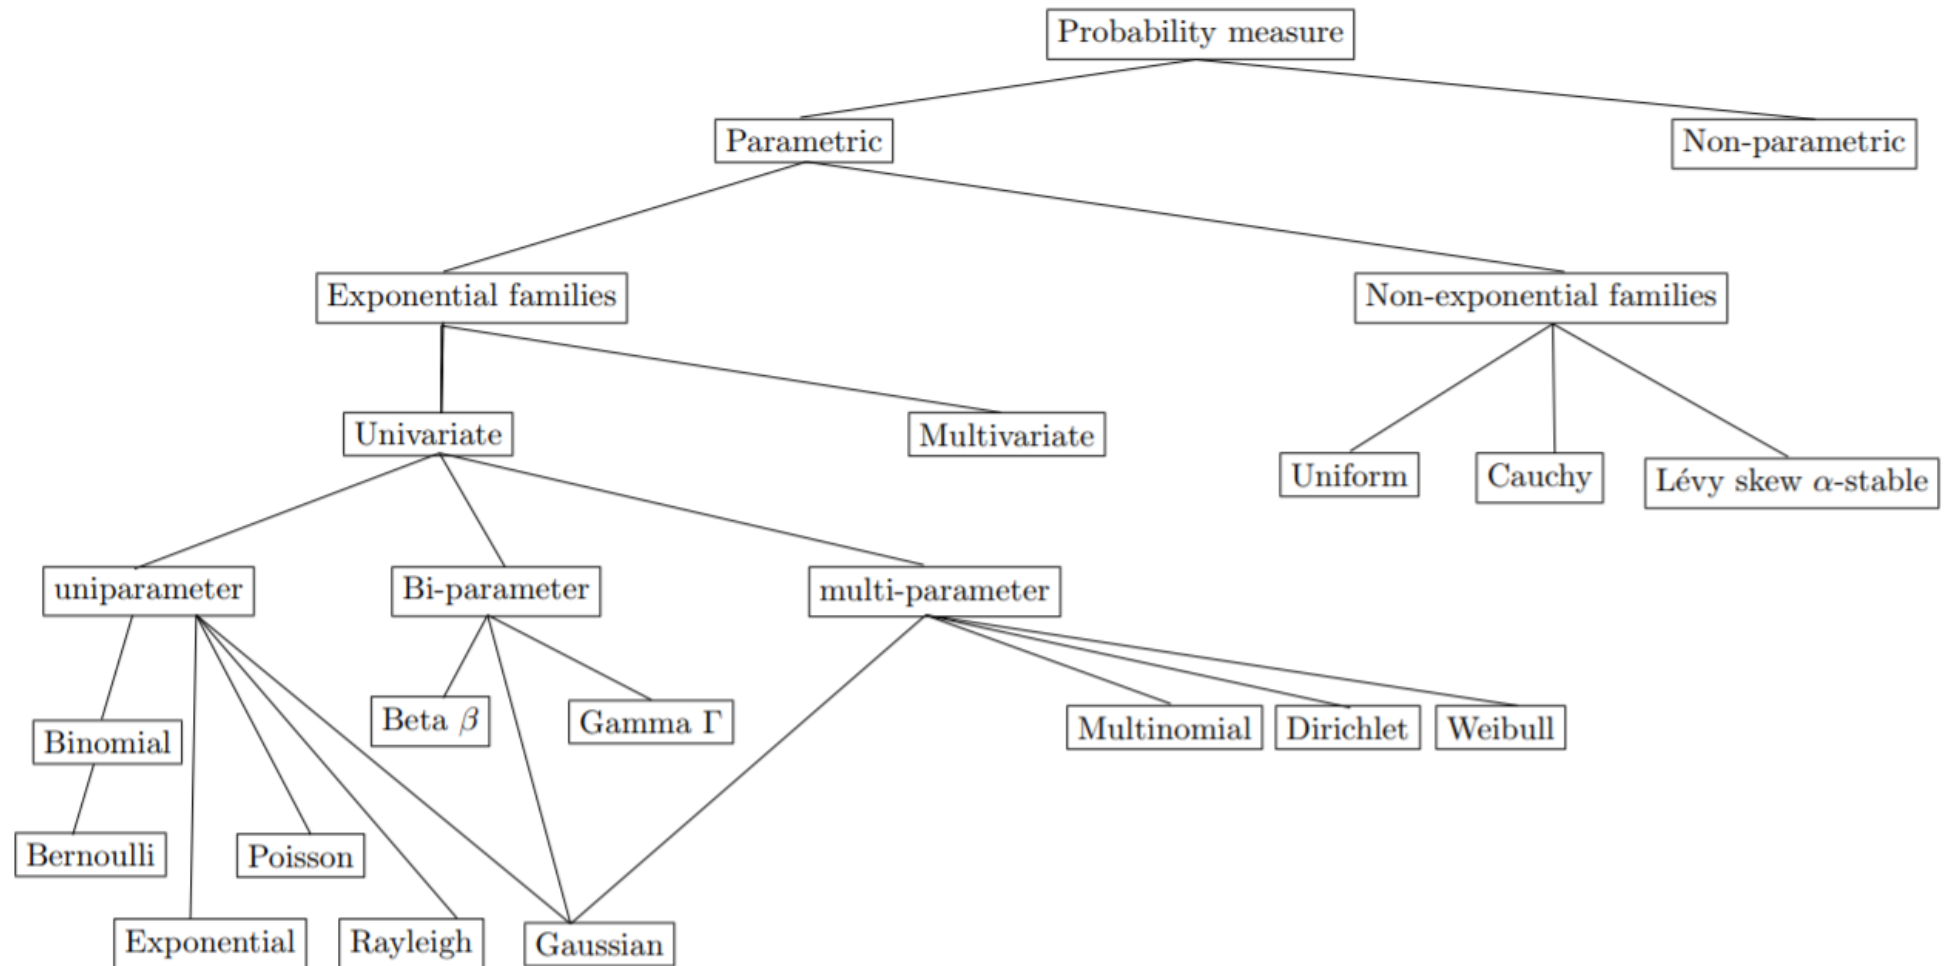 Probability measure
Parametric
Non-parametric
Exponential families
Non-exponential families
Univariate
Multivariate
Uniform
Cauchy
Lévy skew α-stable
uniparameter
Bi-parameter
multi-parameter
Binomial
Beta β
Gamma Γ
Multinomial
Dirichlet
Weibull
Bernoulli
Poisson
Exponential
Rayleigh
Gaussian